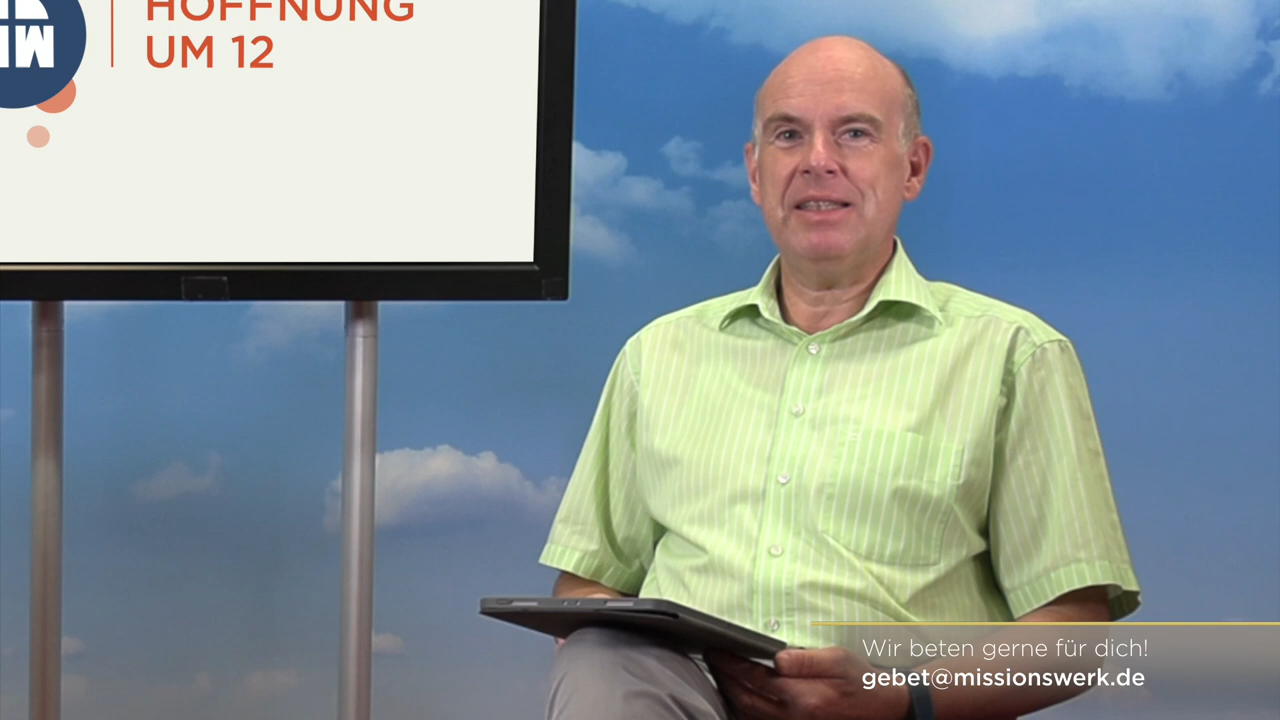 HOFFNUNG
UM 12
Wir beten gerne für dich!
gebet@missionswerk.de